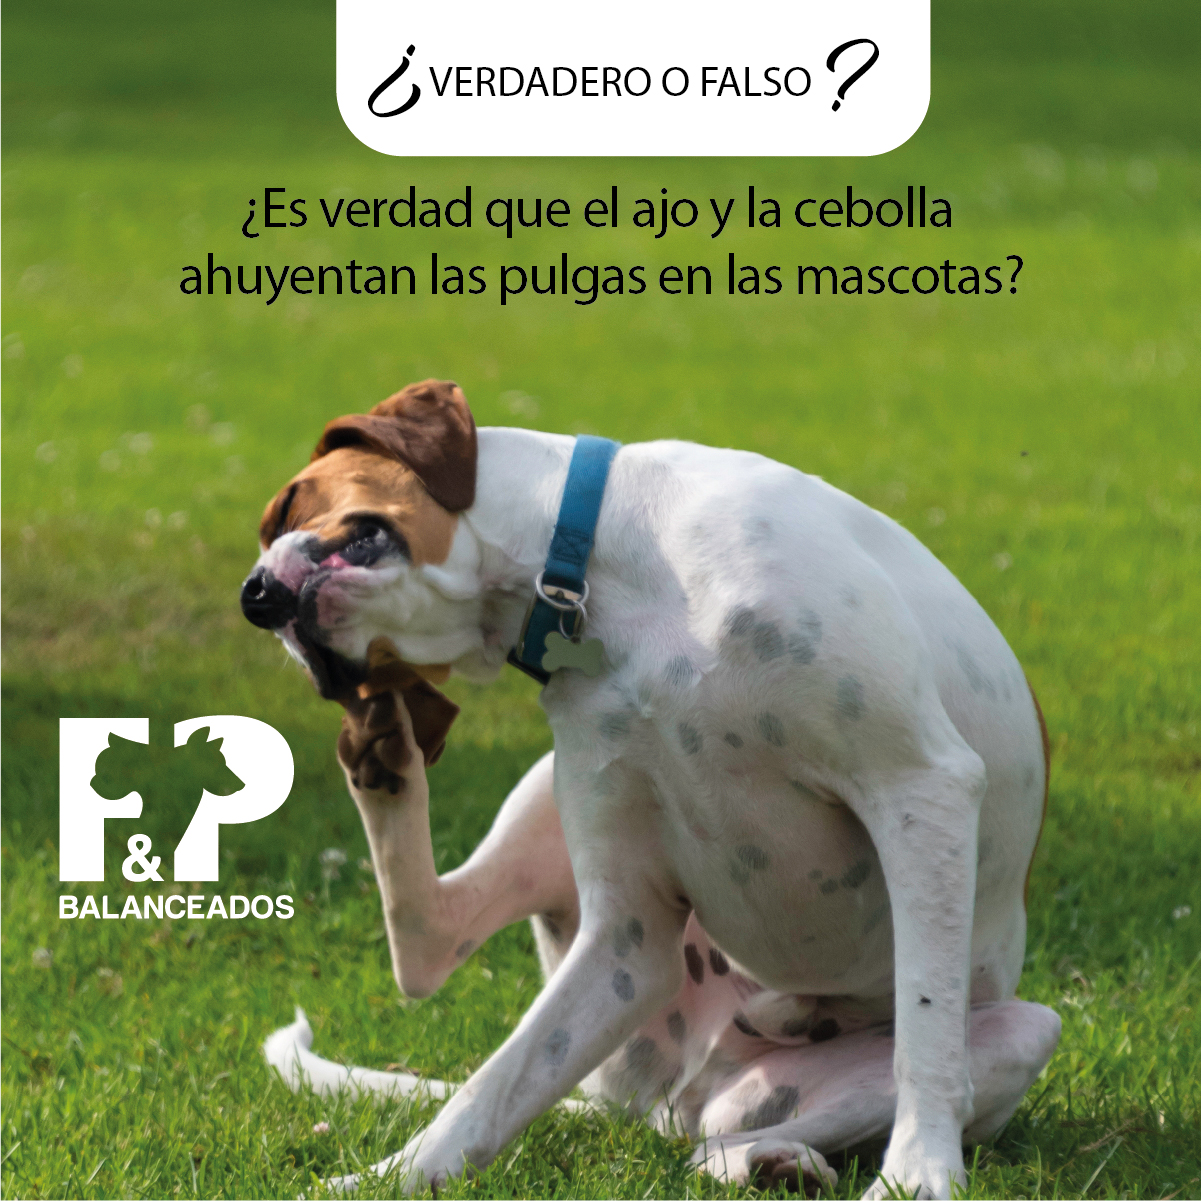 ¿VERDADERO O FALSO?
¿Es verdad que el ajo y la cebolla
ahuyentan las pulgas en las mascotas?
F&P
BALANCEADOS